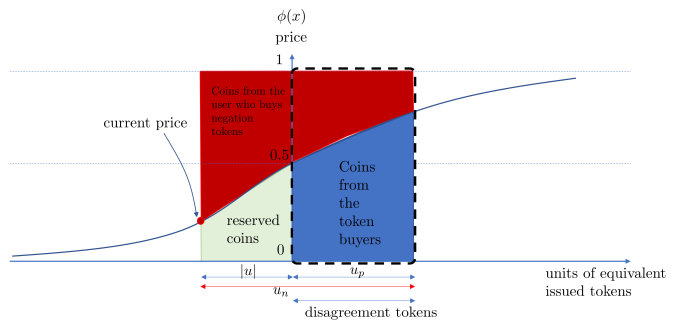 ϕ(x)
price
1
Coins from the
user who buys
negation
tokens
current price
0.5
Coins
from
the
token
buyers
reserved
coins
0
|u|
u_p
u_n
units of equivalent
issued tokens
disagreement tokens